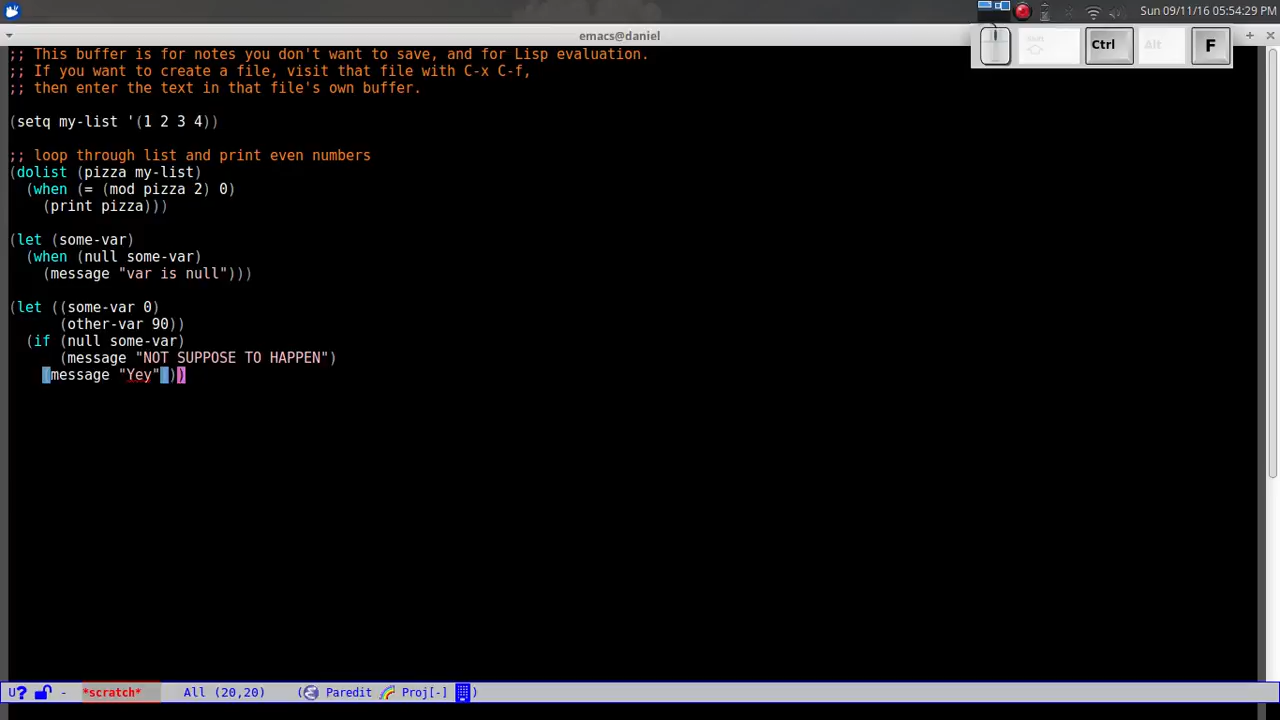 Sun 09/11/16 05:54:29 PM
emacs@daniel
Shift
Ctrl
Alt
F
;; This buffer is for notes you don't want to save, and for Lisp evaluation.
;; If you want to create a file, visit that file with C-x C-f,
;; then enter the text in that file's own buffer.
(setq my-list '(1 2 3 4))
;; loop through list and print even numbers
(dolist (pizza my-list)
  (when (= (mod pizza 2) 0)
    (print pizza)))
(let (some-var)
  (when (null some-var)
    (message "var is null")))
(let ((some-var 0)
      (other-var 90))
  (if (null some-var)
      (message "NOT SUPPOSE TO HAPPEN")
    (message "Yey")))
U? - *scratch* All (20,20) ( Paredit Proj[-] )